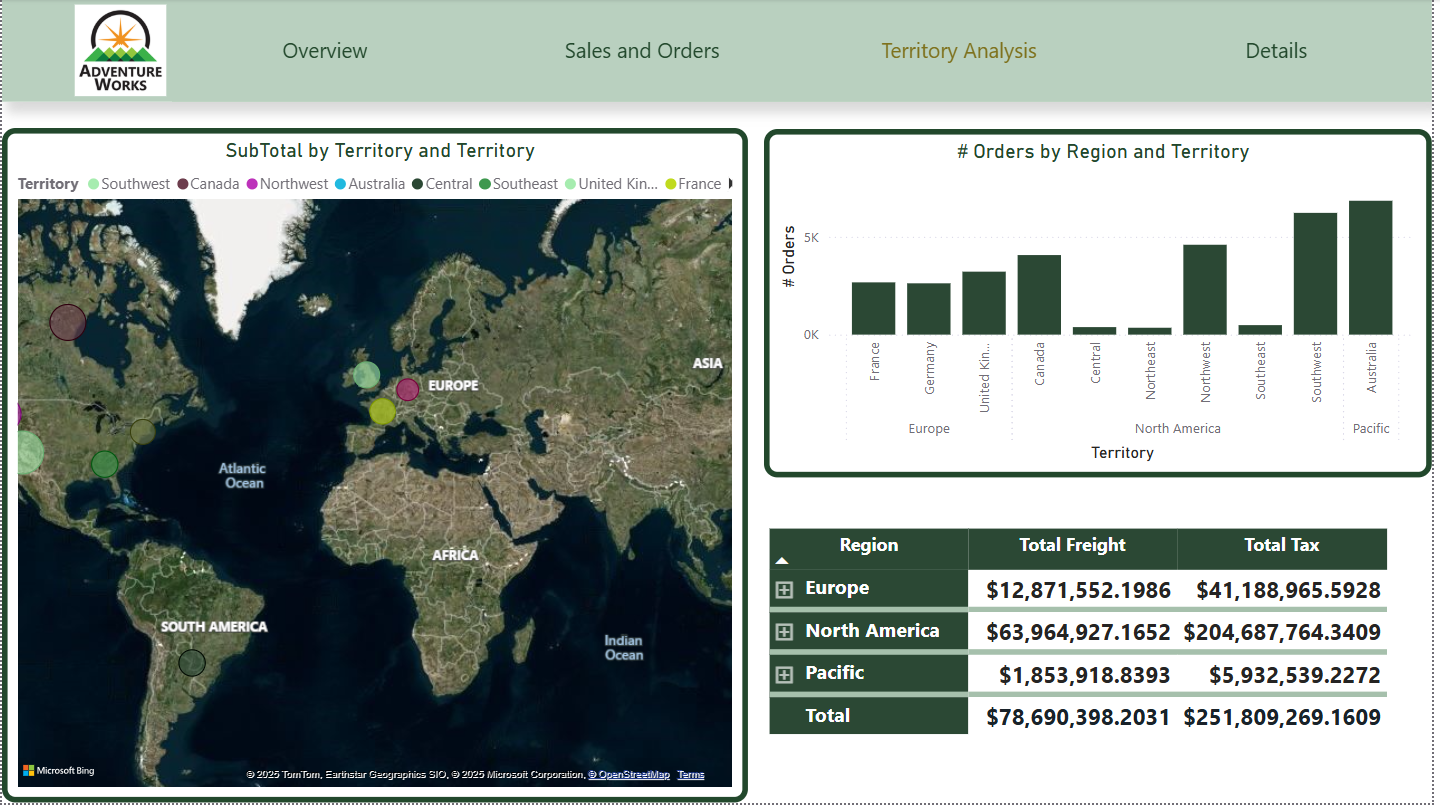 ADVENTURE
WORKS
Overview
Sales and Orders
Territory Analysis
Details
SubTotal by Territory and Territory
Territory Southwest Canada Northwest Australia Central Southeast United Kin... France
ASIA
EUROPE
Atlantic
Ocean
AFRICA
SOUTH AMERICA
Indian
Ocean
Microsoft Bing
© 2025 TomTom, Earthstar Geographics SIO, © 2025 Microsoft Corporation, © OpenStreetMap Terms
# Orders by Region and Territory
# Orders
5K
0K
France
Germany
United Kin...
Canada
Central
Northeast
Northwest
Southeast
Southwest
Australia
Europe
North America
Pacific
Territory
Region Total Freight Total Tax
Europe $12,871,552.1986 $41,188,965.5928
North America $63,964,927.1652 $204,687,764.3409
Pacific $1,853,918.8393 $5,932,539.2272
Total $78,690,398.2031 $251,809,269.1609